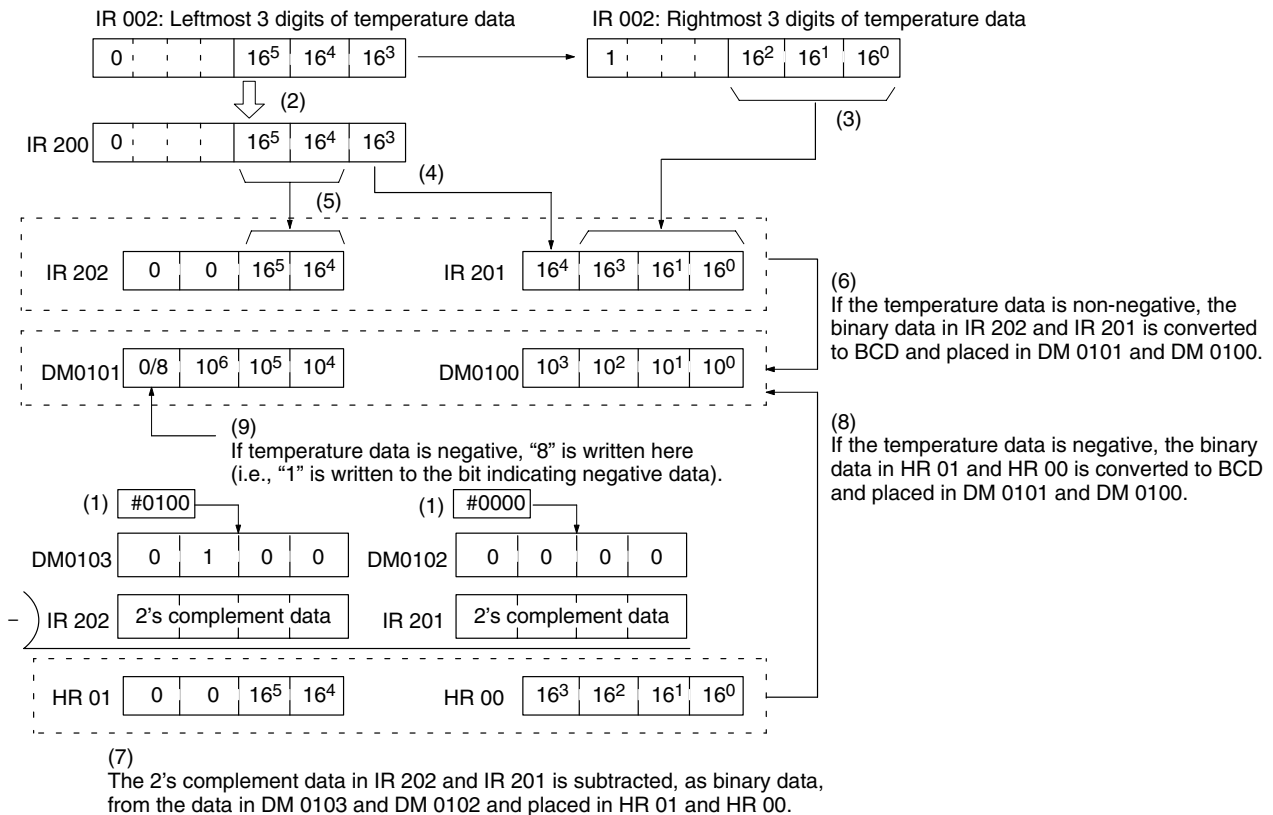 IR 002: Leftmost 3 digits of temperature data
IR 002: Rightmost 3 digits of temperature data
0 16⁵ 16⁴ 16³
1 16² 16¹ 16⁰
(2)
(3)
IR 200 0 16⁵ 16⁴ 16³
(4)
(5)
IR 202 0 0 16⁵ 16⁴
IR 201 16⁴ 16³ 16¹ 16⁰
(6)
If the temperature data is non-negative, the
binary data in IR 202 and IR 201 is converted
to BCD and placed in DM 0101 and DM 0100.
DM0101 0/8 10⁶ 10⁵ 10⁴
DM0100 10³ 10² 10¹ 10⁰
(9)
If temperature data is negative, “8” is written here
(i.e., “1” is written to the bit indicating negative data).
(8)
If the temperature data is negative, the binary
data in HR 01 and HR 00 is converted to BCD
and placed in DM 0101 and DM 0100.
(1) #0100
(1) #0000
DM0103 0 1 0 0
DM0102 0 0 0 0
– IR 202 2's complement data
IR 201 2's complement data
HR 01 0 0 16⁵ 16⁴
HR 00 16³ 16² 16¹ 16⁰
(7)
The 2's complement data in IR 202 and IR 201 is subtracted, as binary data,
from the data in DM 0103 and DM 0102 and placed in HR 01 and HR 00.